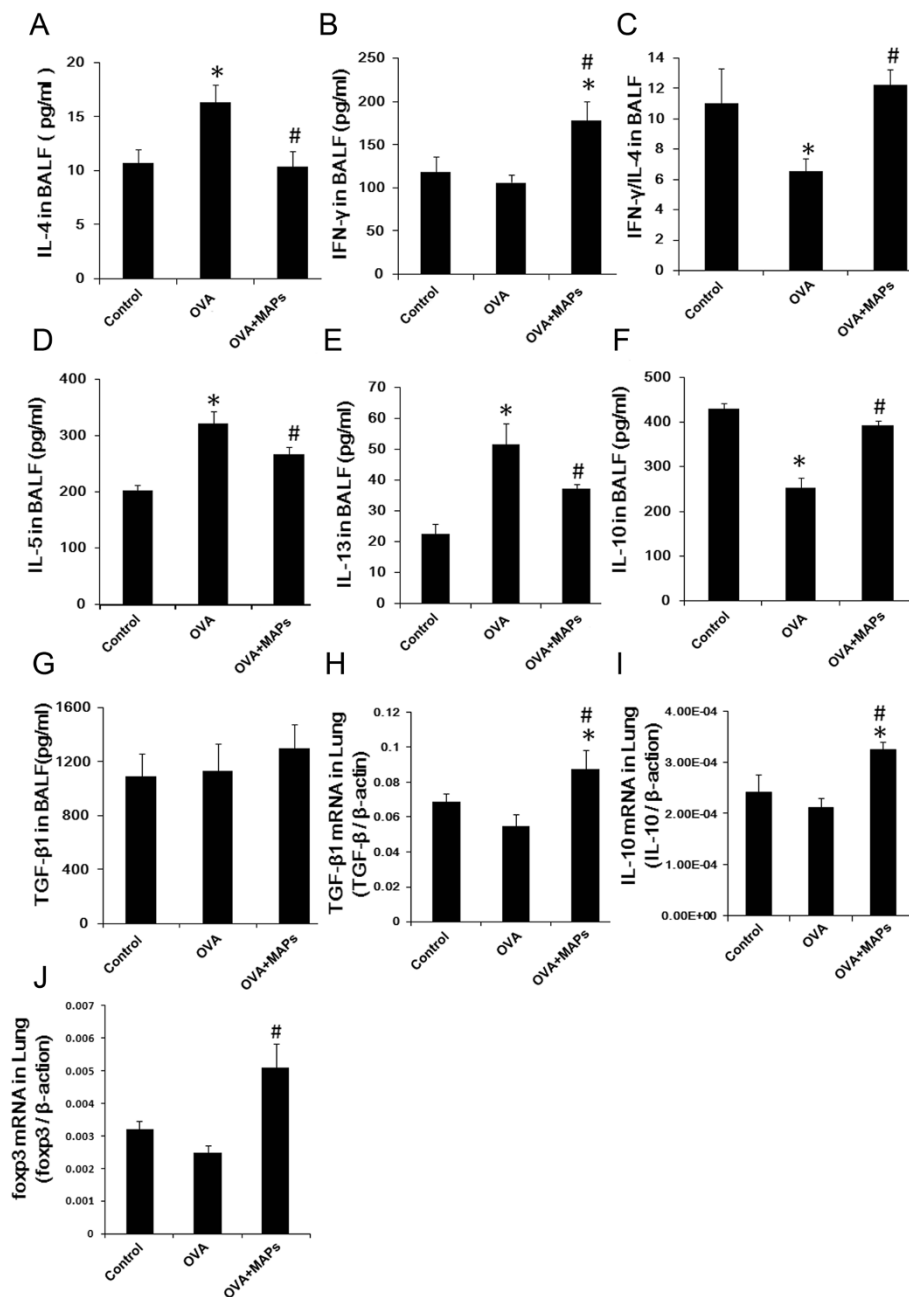 A
IL-4 in BALF ( pg/ml)
20
15
10
5
0
*
#
Control
OVA
OVA+MAPs
B
IFN-γ in BALF (pg/ml)
250
200
150
100
50
0
#
*
Control
OVA
OVA+MAPs
C
IFN-γ/IL-4 in BALF
14
12
10
8
6
4
2
0
*
#
Control
OVA
OVA+MAPs
D
IL-5 in BALF (pg/ml)
400
300
200
100
0
*
#
Control
OVA
OVA+MAPs
E
IL-13 in BALF (pg/ml)
70
60
50
40
30
20
10
0
*
#
Control
OVA
OVA+MAPs
F
IL-10 in BALF (pg/ml)
500
400
300
200
100
0
*
#
Control
OVA
OVA+MAPs
G
TGF-β1 in BALF(pg/ml)
1600
1200
800
400
0
Control
OVA
OVA+MAPs
H
TGF-β1 mRNA in Lung
(TGF-β / β-actin)
0.12
0.1
0.08
0.06
0.04
0.02
0
#
*
Control
OVA
OVA+MAPs
I
IL-10 mRNA in Lung
(IL-10 / β-action)
4.00E-04
3.00E-04
2.00E-04
1.00E-04
0.00E+00
#
*
Control
OVA
OVA+MAPs
J
foxp3 mRNA in Lung
(foxp3 / β-action)
0.007
0.006
0.005
0.004
0.003
0.002
0.001
0
#
Control
OVA
OVA+MAPs